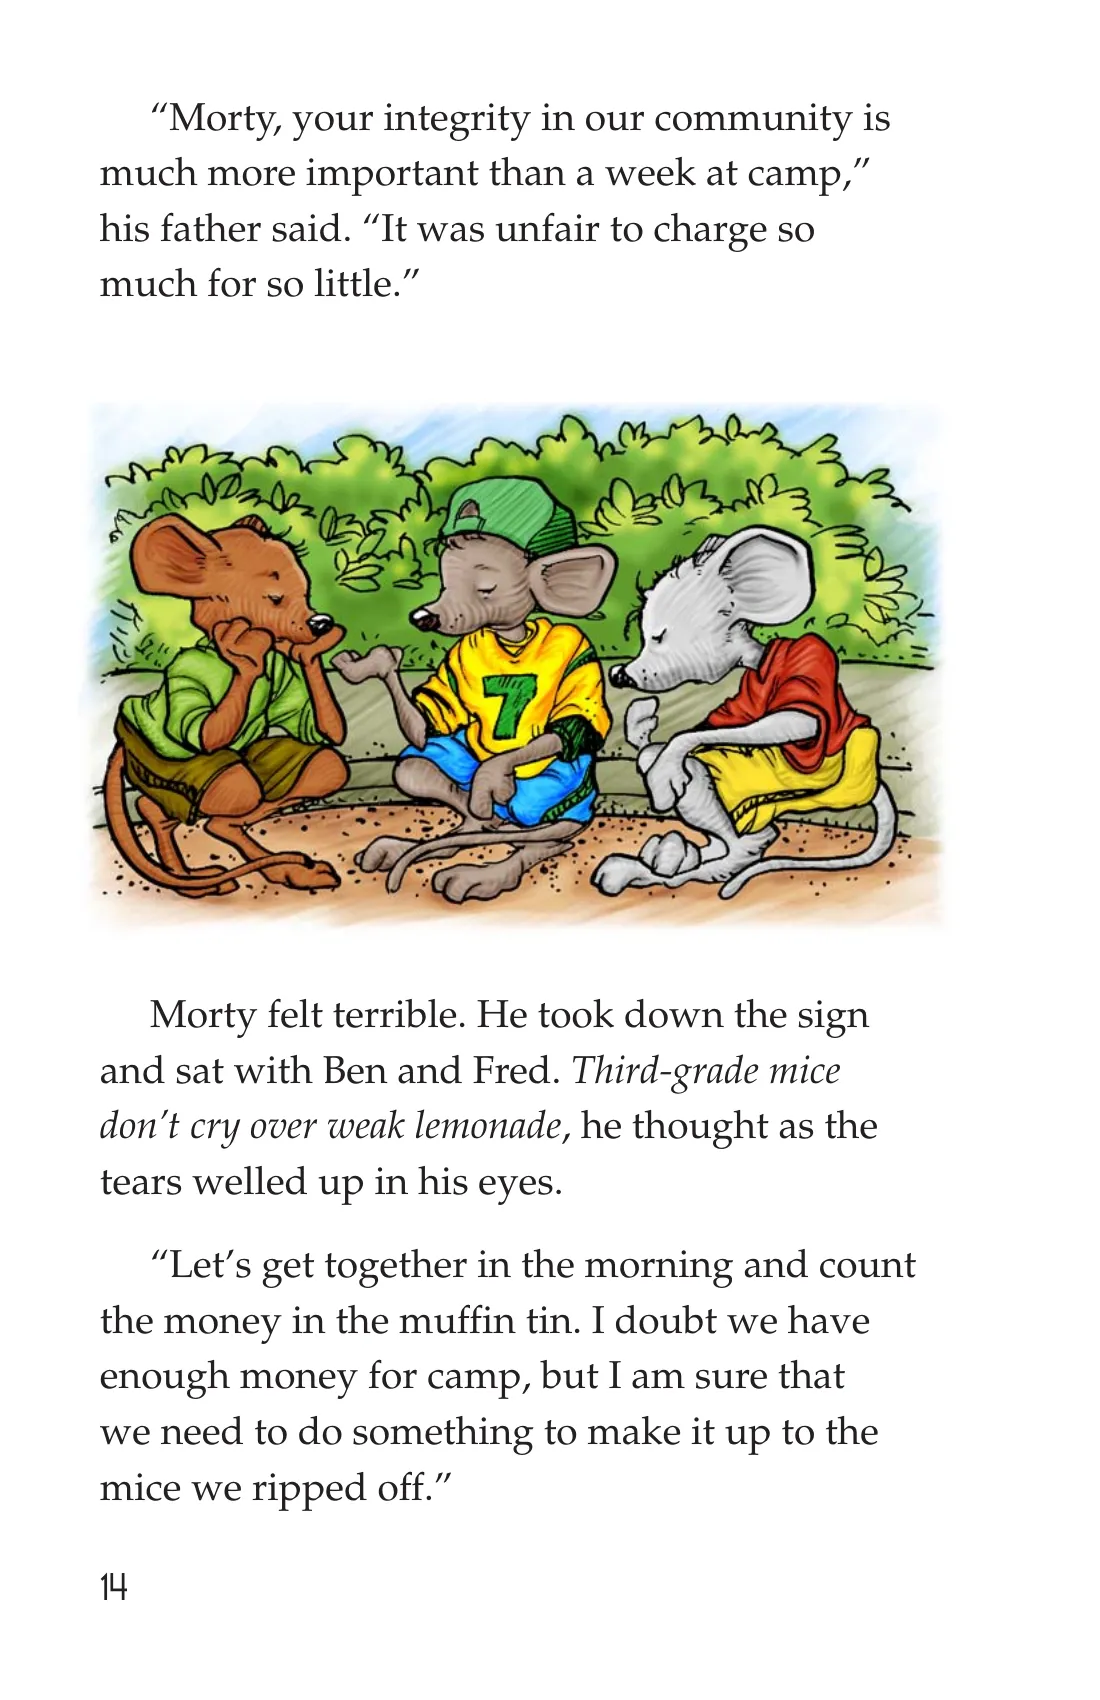 “Morty, your integrity in our community is
much more important than a week at camp,”
his father said. “It was unfair to charge so
much for so little.”
7
Morty felt terrible. He took down the sign
and sat with Ben and Fred. Third-grade mice
don’t cry over weak lemonade, he thought as the
tears welled up in his eyes.
“Let’s get together in the morning and count
the money in the muffin tin. I doubt we have
enough money for camp, but I am sure that
we need to do something to make it up to the
mice we ripped off.”
14